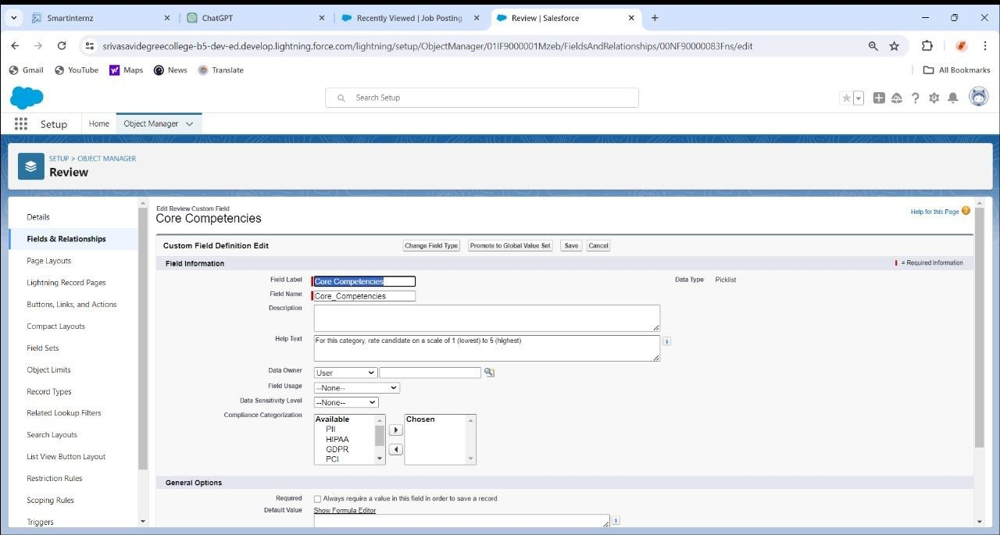 Smartinternz
ChatGPT
Recently Viewed | Job Posting
Review | Salesforce
srivasavidegreecollege-b5-dev-ed.develop.lightning.force.com/lightning/setup/ObjectManager/01IF9000001Mzeb/FieldsAndRelationships/00NF90000083Fns/edit
Gmail YouTube Maps News Translate All Bookmarks
Search Setup
Setup Home Object Manager
SETUP > OBJECT MANAGER
Review
Details
Fields & Relationships
Page Layouts
Lightning Record Pages
Buttons, Links, and Actions
Compact Layouts
Field Sets
Object Limits
Record Types
Related Lookup Filters
Search Layouts
List View Button Layout
Restriction Rules
Scoping Rules
Triggers
Edit Review Custom Field
Core Competencies
Help for this Page
Custom Field Definition Edit Change Field Type Promote to Global Value Set Save Cancel
Field Information = Required Information
Field Label Core Competencies Data Type Picklist
Field Name Core_Competencies
Description
Help Text For this category, rate candidate on a scale of 1 (lowest) to 5 (highest)
Data Owner User
Field Usage --None--
Data Sensitivity Level --None--
Compliance Categorization Available Chosen
PII
HIPAA
GDPR
PCI
General Options
Required Always require a value in this field in order to save a record
Default Value Show Formula Editor